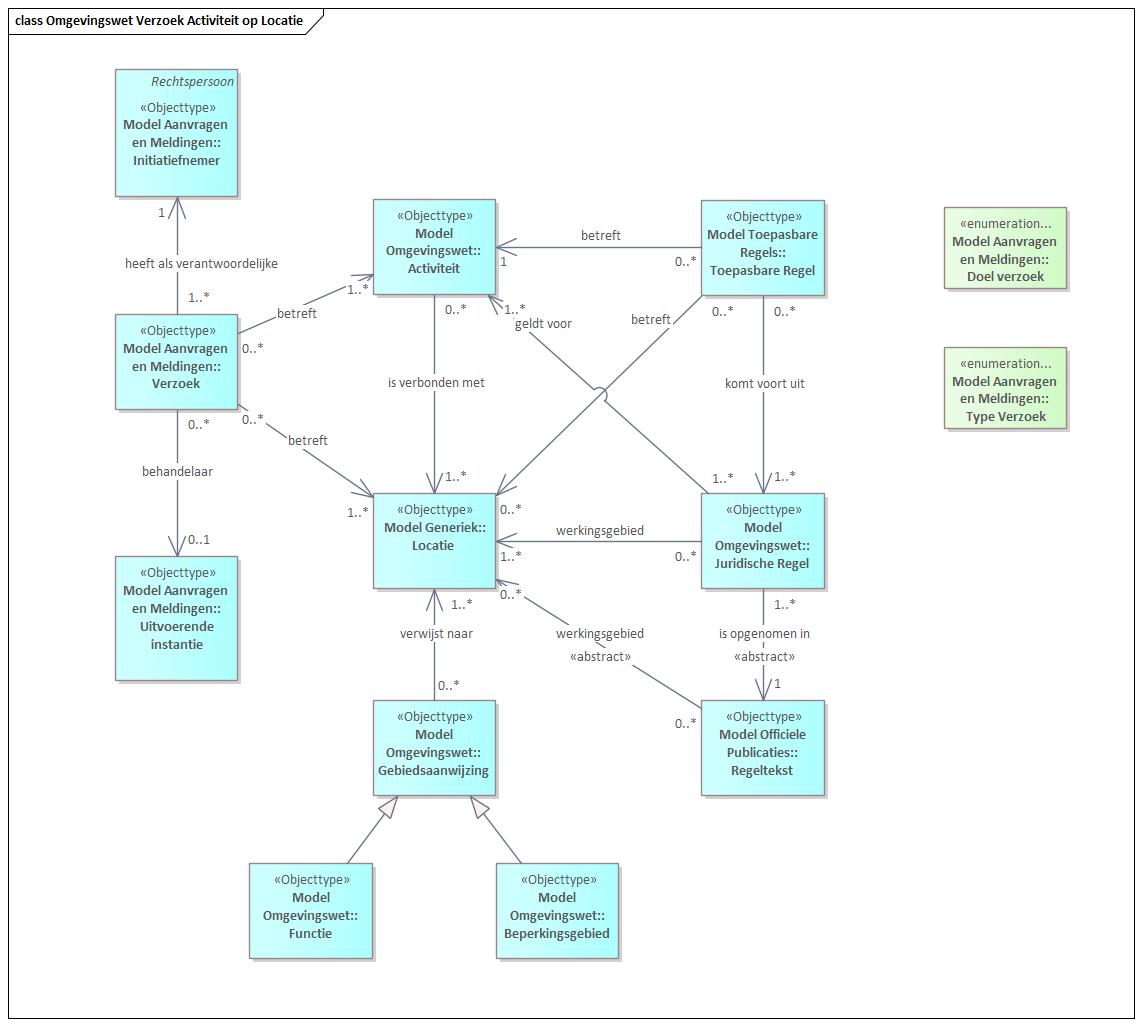 class Omgevingswet Verzoek Activiteit op Locatie
Rechtspersoon
«Objecttype»
Model Aanvragen
en Meldingen::
Initiatiefnemer
1
heeft als verantwoordelijke
1..*
«Objecttype»
Model Aanvragen
en Meldingen::
Verzoek
0..*
betreft
1..*
0..*
betreft
1..*
0..*
behandelaar
0..1
«Objecttype»
Model Aanvragen
en Meldingen::
Uitvoerende
instantie
«Objecttype»
Model
Omgevingswet::
Activiteit
betreft
1
0..*
«Objecttype»
Model Toepasbare
Regels::
Toepasbare Regel
0..*
is verbonden met
1..*
1..*
geldt voor
1..*
betreft
0..*
0..*
0..*
komt voort uit
1..*
«Objecttype»
Model Generiek::
Locatie
werkingsgebied
1..*
0..*
«Objecttype»
Model
Omgevingswet::
Juridische Regel
0..*
werkingsgebied
«abstract»
0..*
1..*
is opgenomen in
«abstract»
1
1..*
verwijst naar
0..*
«Objecttype»
Model
Omgevingswet::
Gebiedsaanwijzing
«Objecttype»
Model Officiele
Publicaties::
Regeltekst
«Objecttype»
Model
Omgevingswet::
Functie
«Objecttype»
Model
Omgevingswet::
Beperkingsgebied
«enumeration...
Model Aanvragen
en Meldingen::
Doel verzoek
«enumeration...
Model Aanvragen
en Meldingen::
Type Verzoek